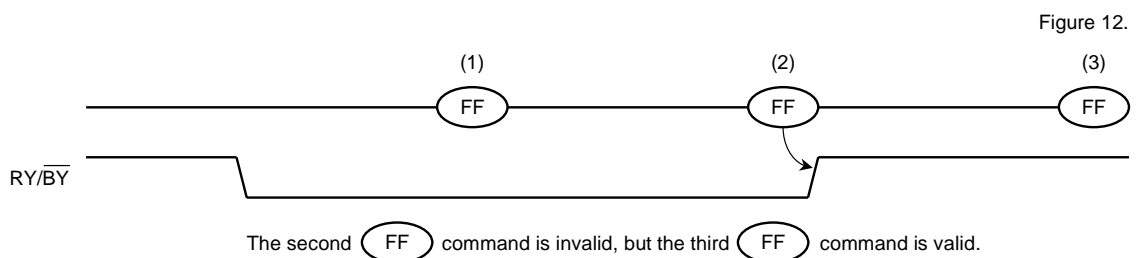 Figure 12.
(1) (2) (3)
FF FF FF
RY/B̅Y̅
The second FF command is invalid, but the third FF command is valid.